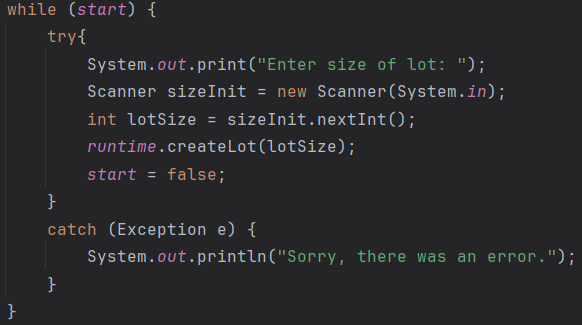 while (start) {
    try{
        System.out.print("Enter size of lot: ");
        Scanner sizeInit = new Scanner(System.in);
        int lotSize = sizeInit.nextInt();
        runtime.createLot(lotSize);
        start = false;
    }
    catch (Exception e) {
        System.out.println("Sorry, there was an error.");
    }
}